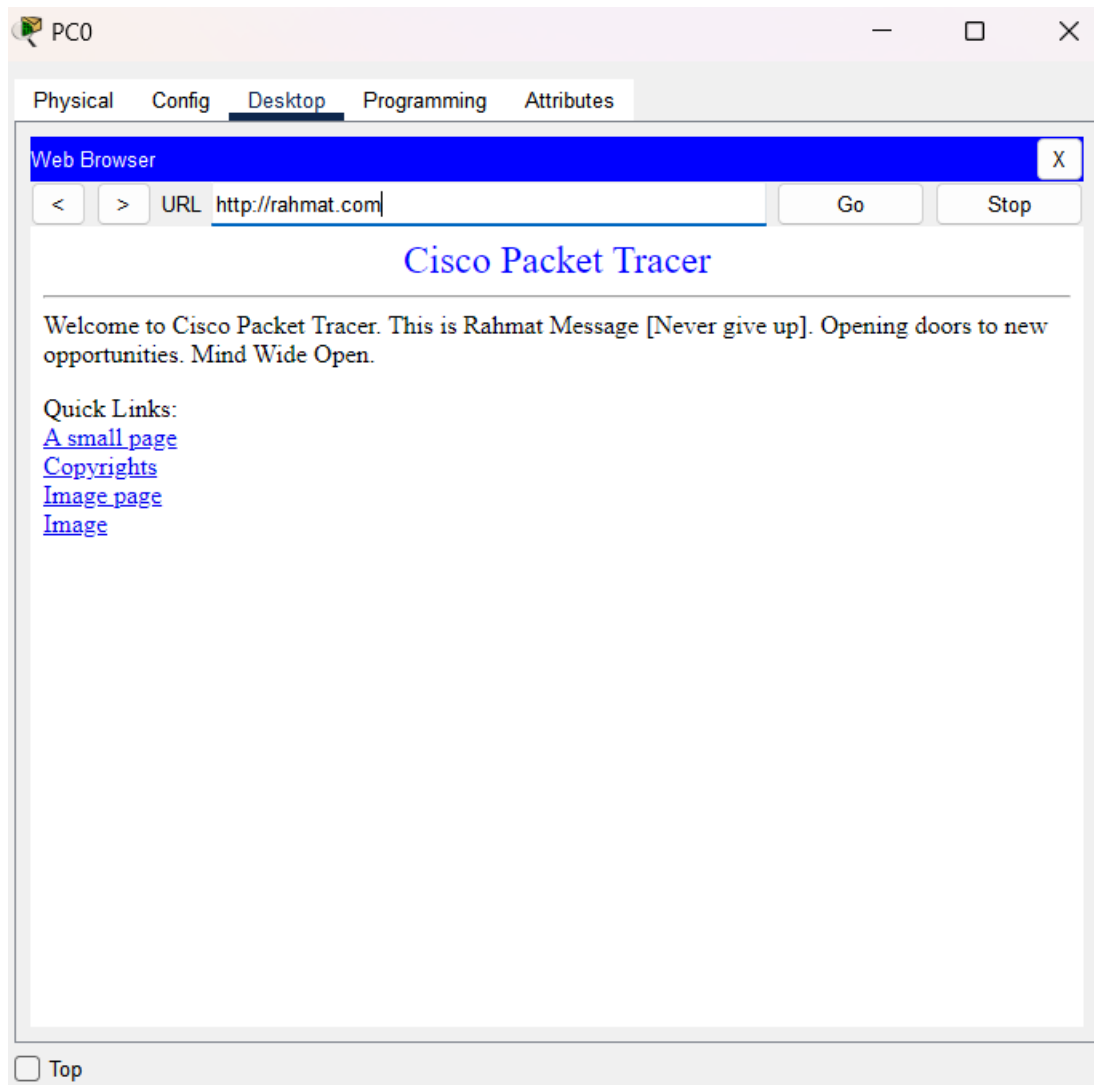 PC0
Physical Config Desktop Programming Attributes
Web Browser X
< > URL http://rahmat.com Go Stop
Cisco Packet Tracer
Welcome to Cisco Packet Tracer. This is Rahmat Message [Never give up]. Opening doors to new
opportunities. Mind Wide Open.
Quick Links:
A small page
Copyrights
Image page
Image
Top